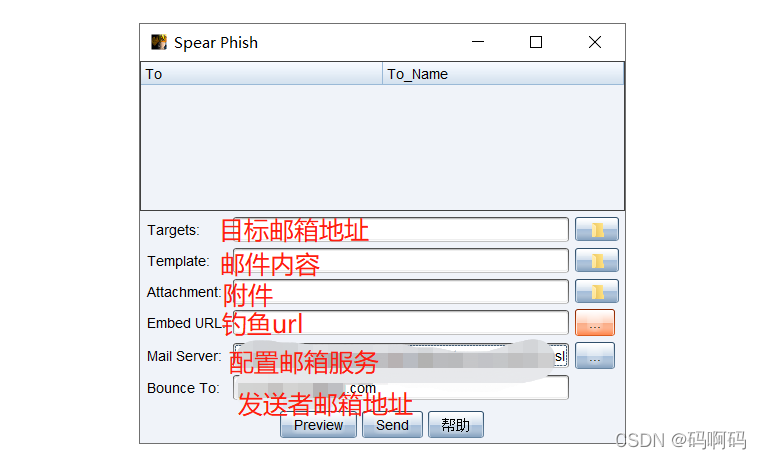 Spear Phish
To To_Name
Targets: 目标邮箱地址
Template: 邮件内容
Attachment: 附件
Embed URL: 钓鱼url ...
Mail Server: 配置邮箱服务 sl ...
Bounce To: .com
发送者邮箱地址
Preview Send 帮助
CSDN @码啊码